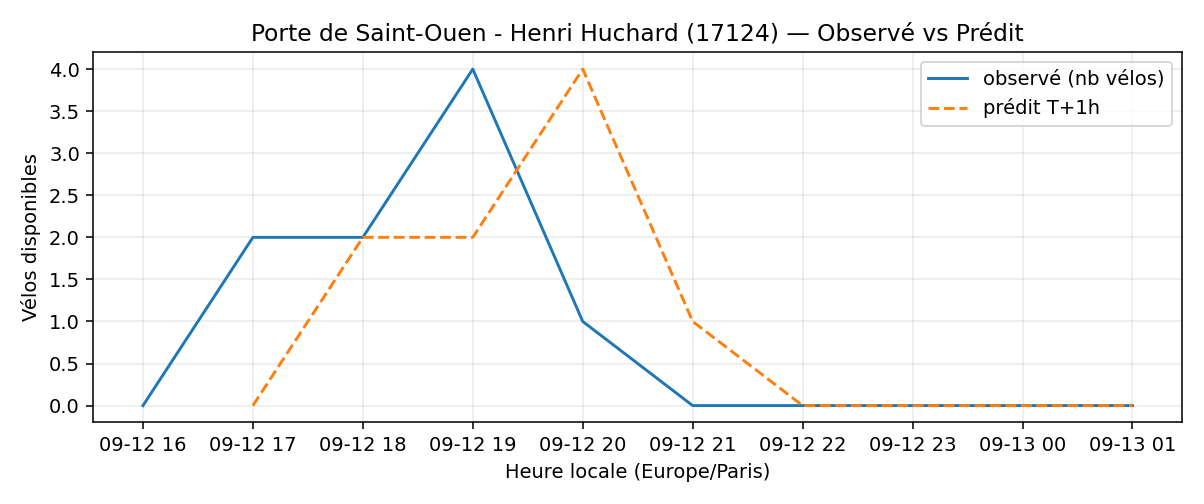 Porte de Saint-Ouen - Henri Huchard (17124) — Observé vs Prédit
observé (nb vélos)
prédit T+1h
Vélos disponibles
4.0
3.5
3.0
2.5
2.0
1.5
1.0
0.5
0.0
09-12 16 09-12 17 09-12 18 09-12 19 09-12 20 09-12 21 09-12 22 09-12 23 09-13 00 09-13 01
Heure locale (Europe/Paris)